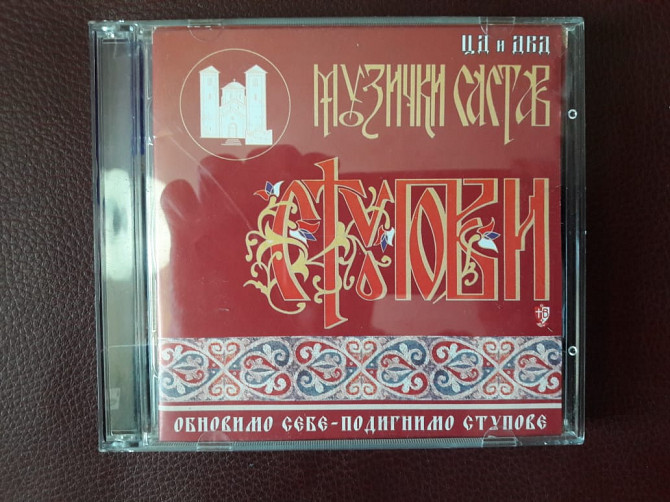 ЦД и ДВД
МУЗИЧКИ САСТАВ
СТУПОВИ
ОБНОВИМО СЕБЕ-ПОДИГНИМО СТУПОВЕ